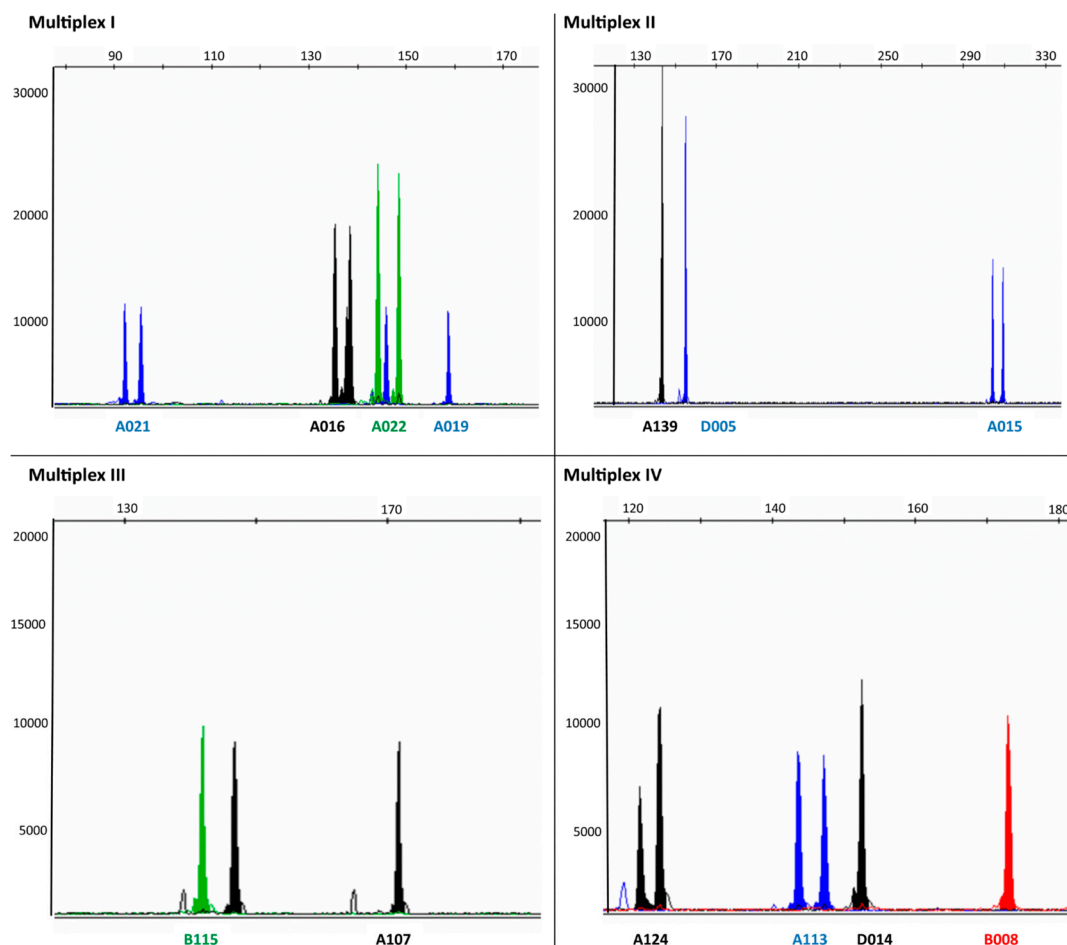 Multiplex I
90 110 130 150 170
30000
20000
10000
A021 A016 A022 A019
Multiplex II
130 170 210 250 290 330
30000
20000
10000
A139 D005 A015
Multiplex III
130 170
20000
15000
10000
5000
B115 A107
Multiplex IV
120 140 160 180
20000
15000
10000
5000
A124 A113 D014 B008